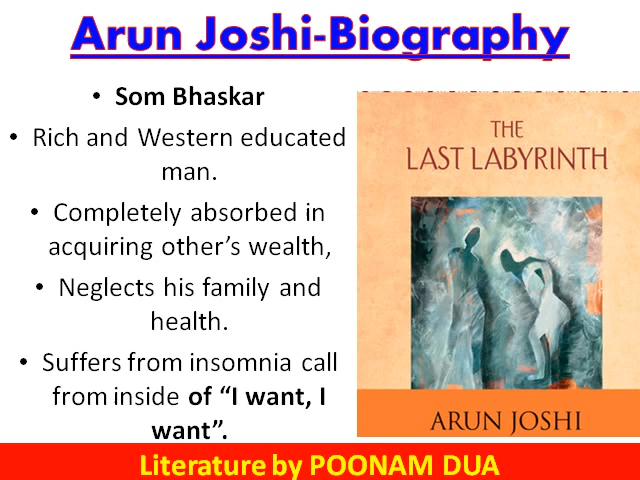 Arun Joshi-Biography
• Som Bhaskar
• Rich and Western educated
man.
• Completely absorbed in
acquiring other's wealth,
• Neglects his family and
health.
• Suffers from insomnia call
from inside of “I want, I
want”.
THE
LAST LABYRINTH
ARUN JOSHI
Literature by POONAM DUA